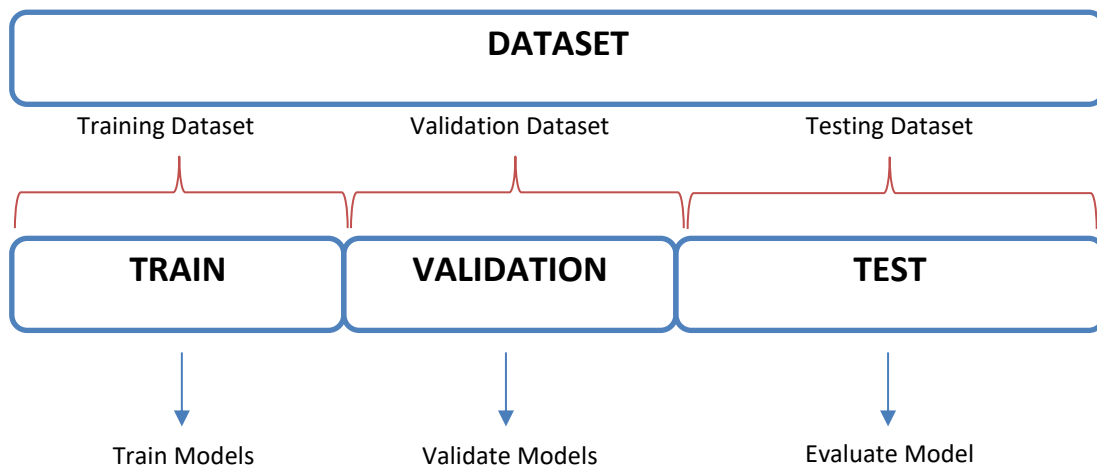 DATASET
Training Dataset
Validation Dataset
Testing Dataset
TRAIN
VALIDATION
TEST
Train Models
Validate Models
Evaluate Model